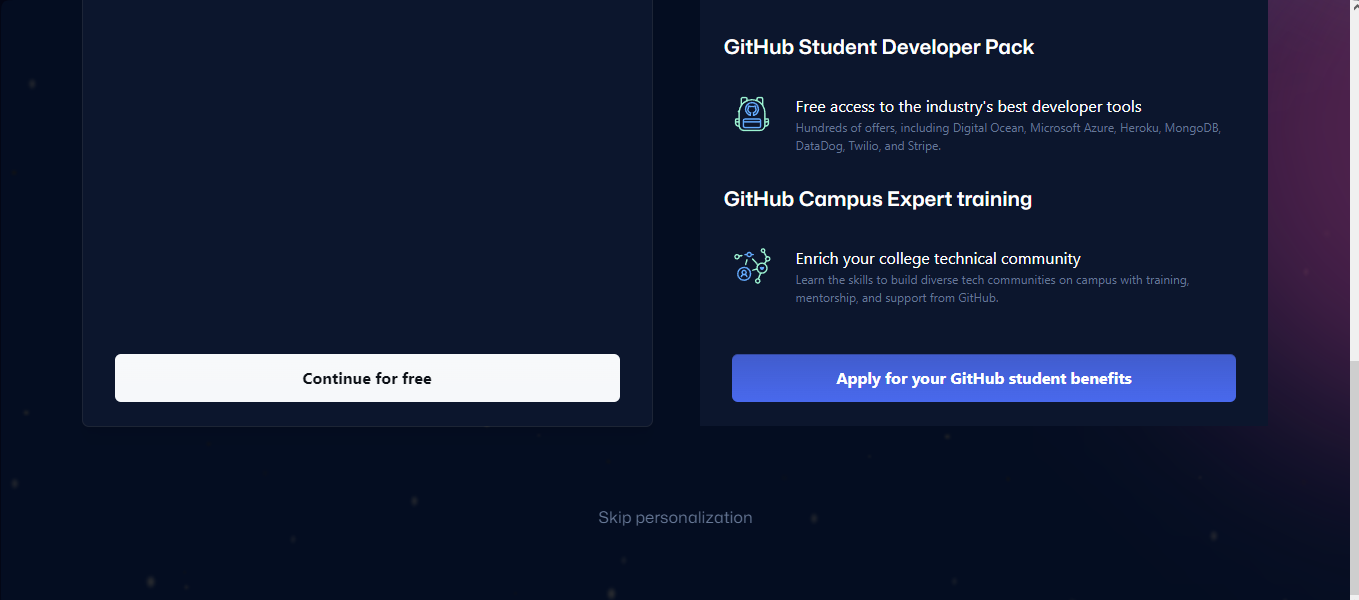 GitHub Student Developer Pack
Free access to the industry's best developer tools
Hundreds of offers, including Digital Ocean, Microsoft Azure, Heroku, MongoDB,
DataDog, Twilio, and Stripe.
GitHub Campus Expert training
Enrich your college technical community
Learn the skills to build diverse tech communities on campus with training,
mentorship, and support from GitHub.
Continue for free
Apply for your GitHub student benefits
Skip personalization